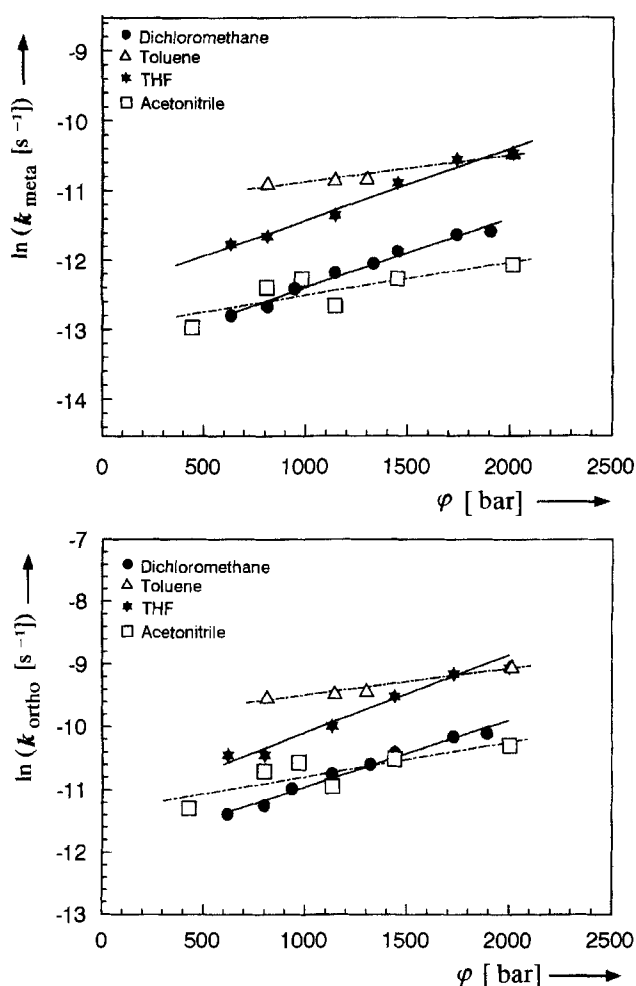 -9
-10
-11
-12
-13
-14
ln (k meta [s⁻¹])
Dichloromethane
Toluene
THF
Acetonitrile
0 500 1000 1500 2000 2500
φ [ bar]
-7
-8
-9
-10
-11
-12
-13
ln (k ortho [s⁻¹])
Dichloromethane
Toluene
THF
Acetonitrile
0 500 1000 1500 2000 2500
φ [ bar]